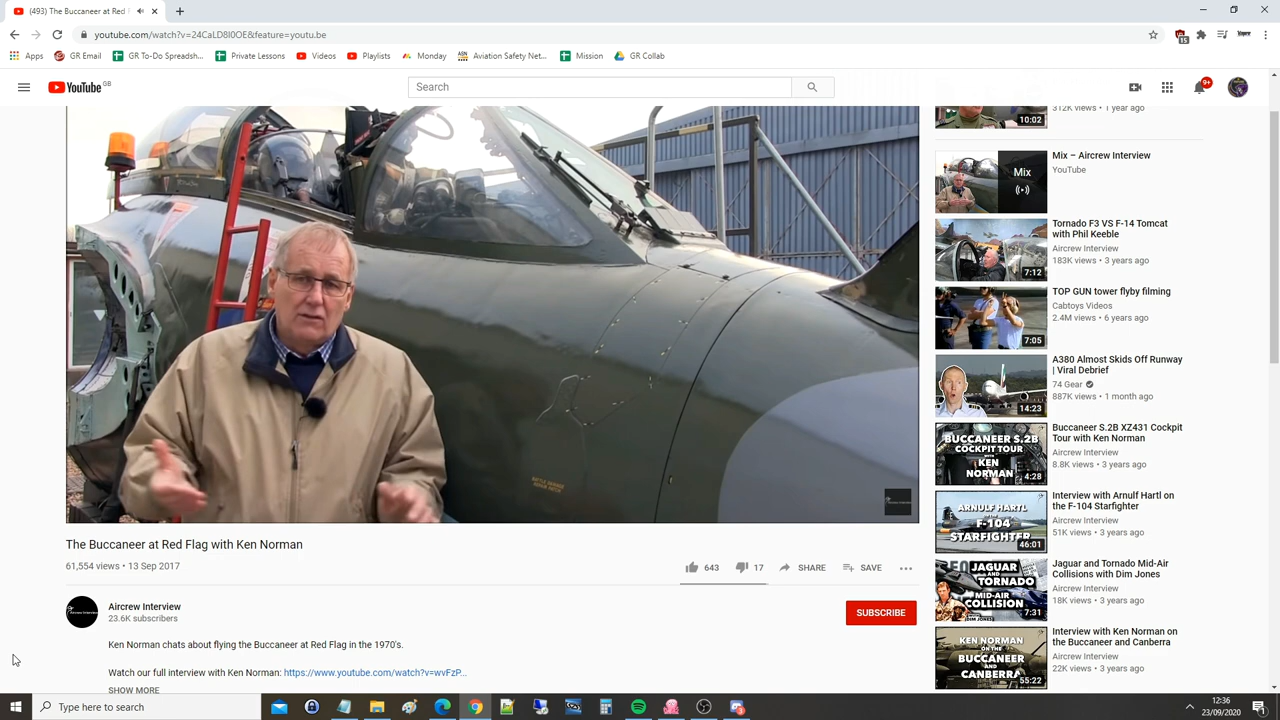 (493) The Buccaneer at Red F
youtube.com/watch?v=24CaLD8I0OE&feature=youtu.be
15
Apps
GR Email
GR To-Do Spreadsh...
Private Lessons
Videos
Playlists
Monday
Aviation Safety Net...
Mission
GR Collab
YouTube GB
Search
9+
The Buccaneer at Red Flag with Ken Norman
61,554 views • 13 Sep 2017
643
17
SHARE
SAVE
Aircrew Interview
23.6K subscribers
SUBSCRIBE
Ken Norman chats about flying the Buccaneer at Red Flag in the 1970's.
Watch our full interview with Ken Norman: https://www.youtube.com/watch?v=wvFzP...
SHOW MORE
312K views • 1 year ago
10:02
Mix
Mix – Aircrew Interview
YouTube
7:12
Tornado F3 VS F-14 Tomcat
with Phil Keeble
Aircrew Interview
183K views • 3 years ago
7:05
TOP GUN tower flyby filming
Cabtoys Videos
2.4M views • 6 years ago
14:23
A380 Almost Skids Off Runway
| Viral Debrief
74 Gear
887K views • 1 month ago
BUCCANEER S.2B
COCKPIT TOUR
WITH
KEN
NORMAN
4:28
Buccaneer S.2B XZ431 Cockpit
Tour with Ken Norman
Aircrew Interview
8.8K views • 3 years ago
ARNULF HARTL
F-104
STARFIGHTER
46:01
Interview with Arnulf Hartl on
the F-104 Starfighter
Aircrew Interview
51K views • 3 years ago
JAGUAR
AND
TORNADO
MID-AIR
COLLISION
WITH DIM JONES
7:31
Jaguar and Tornado Mid-Air
Collisions with Dim Jones
Aircrew Interview
18K views • 3 years ago
KEN NORMAN
ON THE
BUCCANEER
AND
CANBERRA
55:22
Interview with Ken Norman on
the Buccaneer and Canberra
Aircrew Interview
22K views • 3 years ago
Type here to search
12:36
23/09/2020
1